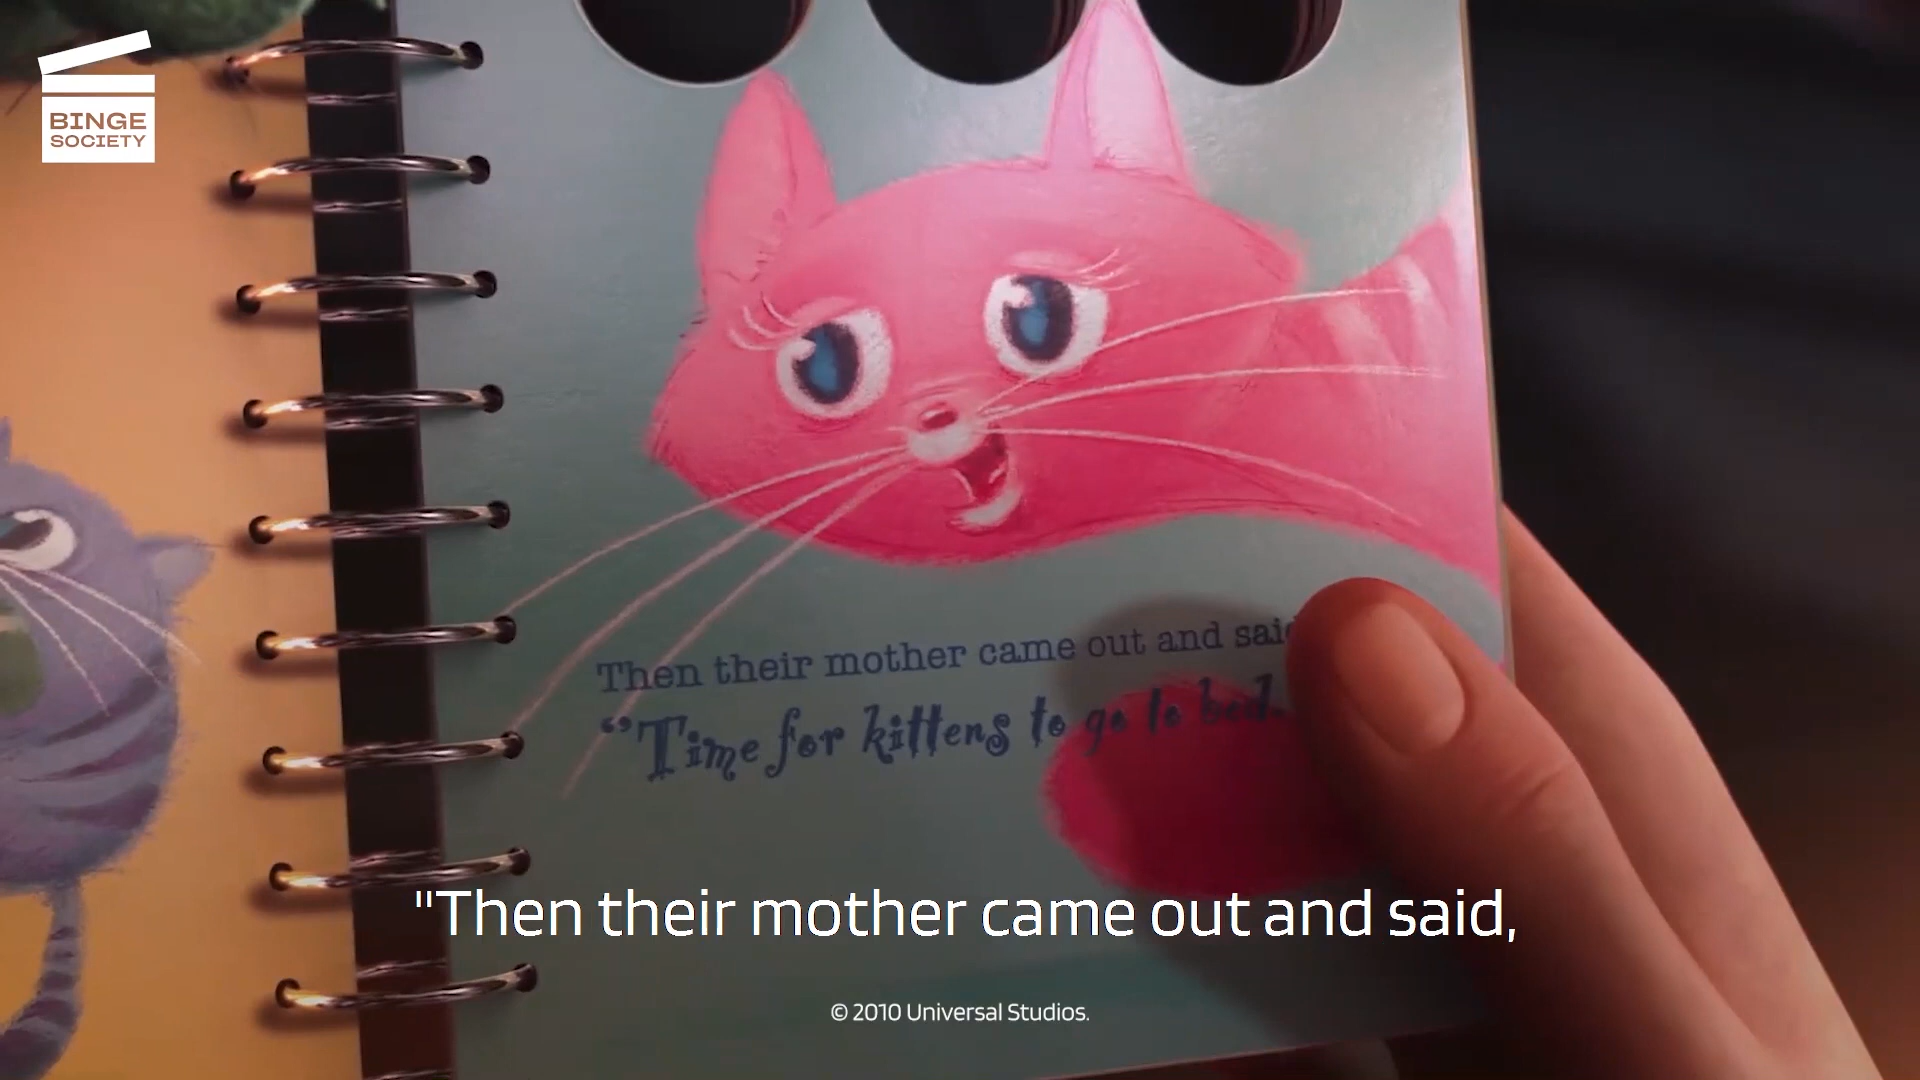 BINGE
SOCIETY
Then their mother came out and said
"Time for kittens to go to bed.
"Then their mother came out and said,
© 2010 Universal Studios.